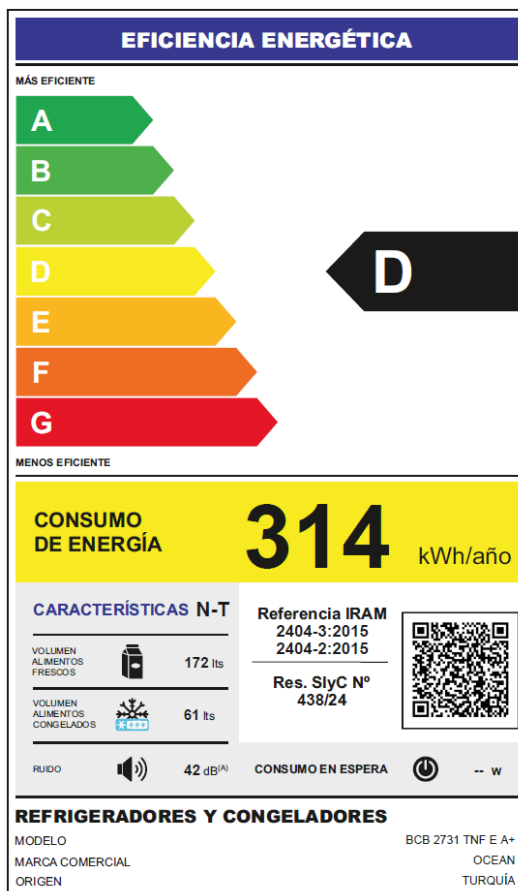 EFICIENCIA ENERGÉTICA
MÁS EFICIENTE
A
B
C
D
D
E
F
G
MENOS EFICIENTE
CONSUMO
DE ENERGÍA
314 kWh/año
CARACTERÍSTICAS N-T
VOLUMEN
ALIMENTOS
FRESCOS
172 lts
VOLUMEN
ALIMENTOS
CONGELADOS
61 lts
Referencia IRAM
2404-3:2015
2404-2:2015
Res. SIyC Nº
438/24
RUIDO 42 dB(A) CONSUMO EN ESPERA -- W
REFRIGERADORES Y CONGELADORES
MODELO BCB 2731 TNF E A+
MARCA COMERCIAL OCEAN
ORIGEN TURQUÍA